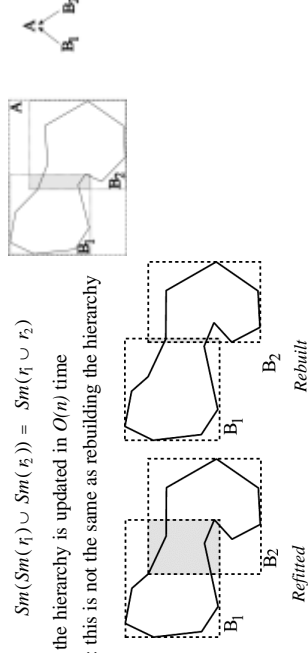 Sm(Sm(r₁) ∪ Sm(r₂)) = Sm(r₁ ∪ r₂)
the hierarchy is updated in O(n) time
: this is not the same as rebuilding the hierarchy
A
B₁
B₂
A
B₁
B₂
B₁
B₂
Refitted
B₁
B₂
Rebuilt